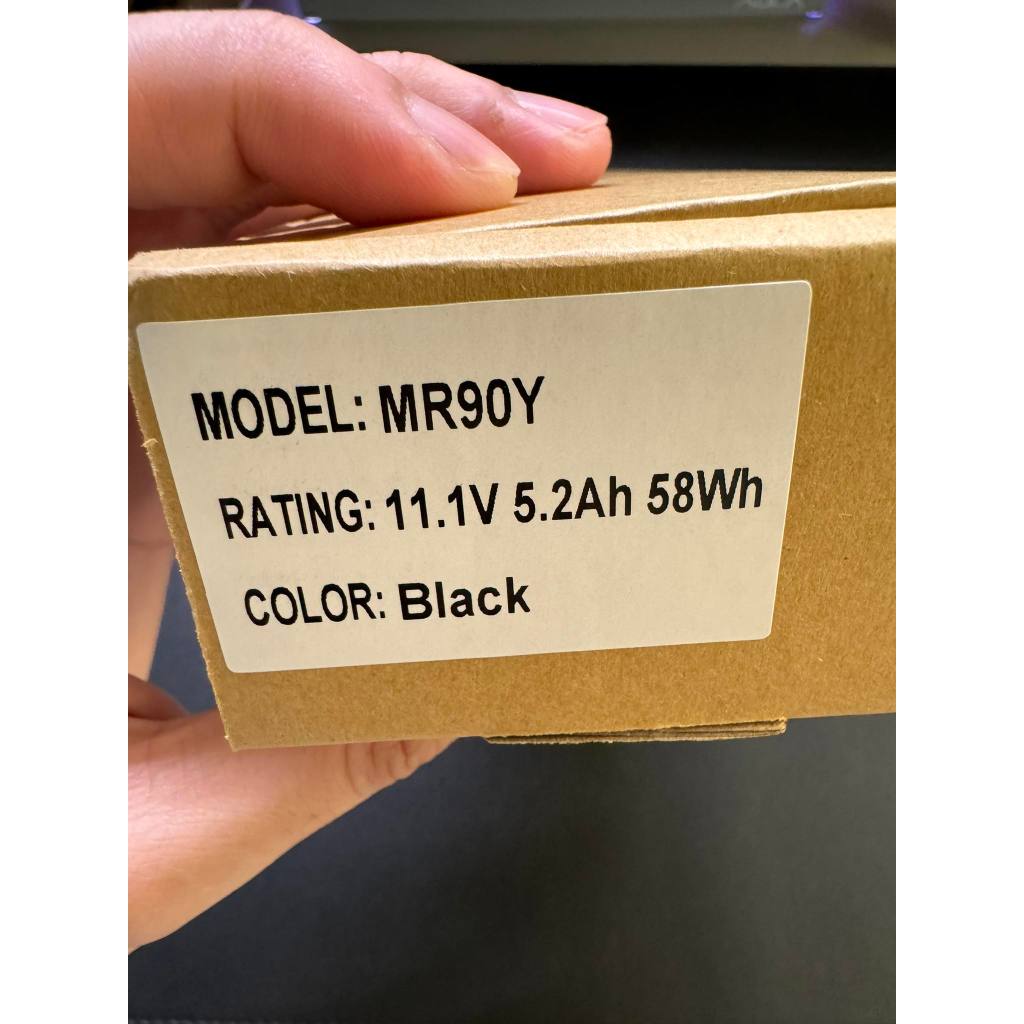 MODEL: MR90Y
RATING: 11.1V 5.2Ah 58Wh
COLOR: Black